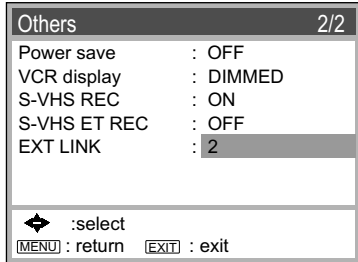 Others 2/2
Power save : OFF
VCR display : DIMMED
S-VHS REC : ON
S-VHS ET REC : OFF
EXT LINK : 2
:select
MENU : return EXIT : exit